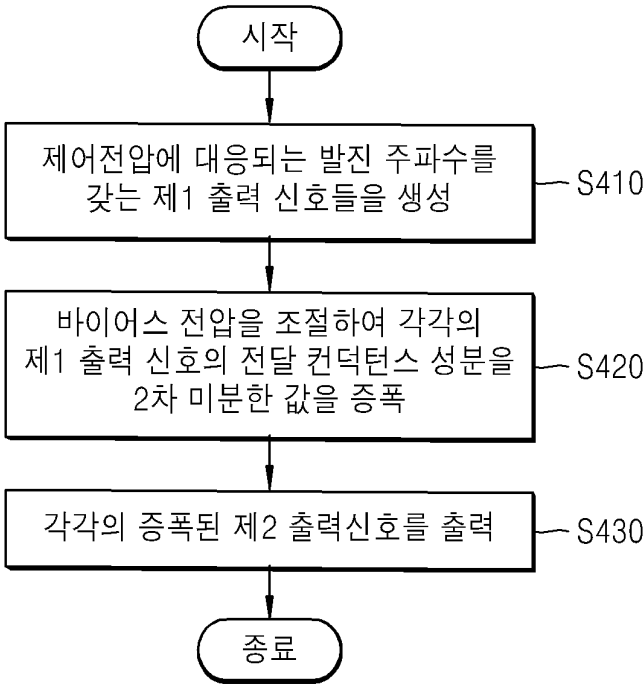 시작
제어전압에 대응되는 발진 주파수를
갖는 제1 출력 신호들을 생성
S410
바이어스 전압을 조절하여 각각의
제1 출력 신호의 전달 컨덕턴스 성분을
2차 미분한 값을 증폭
S420
각각의 증폭된 제2 출력신호를 출력
S430
종료